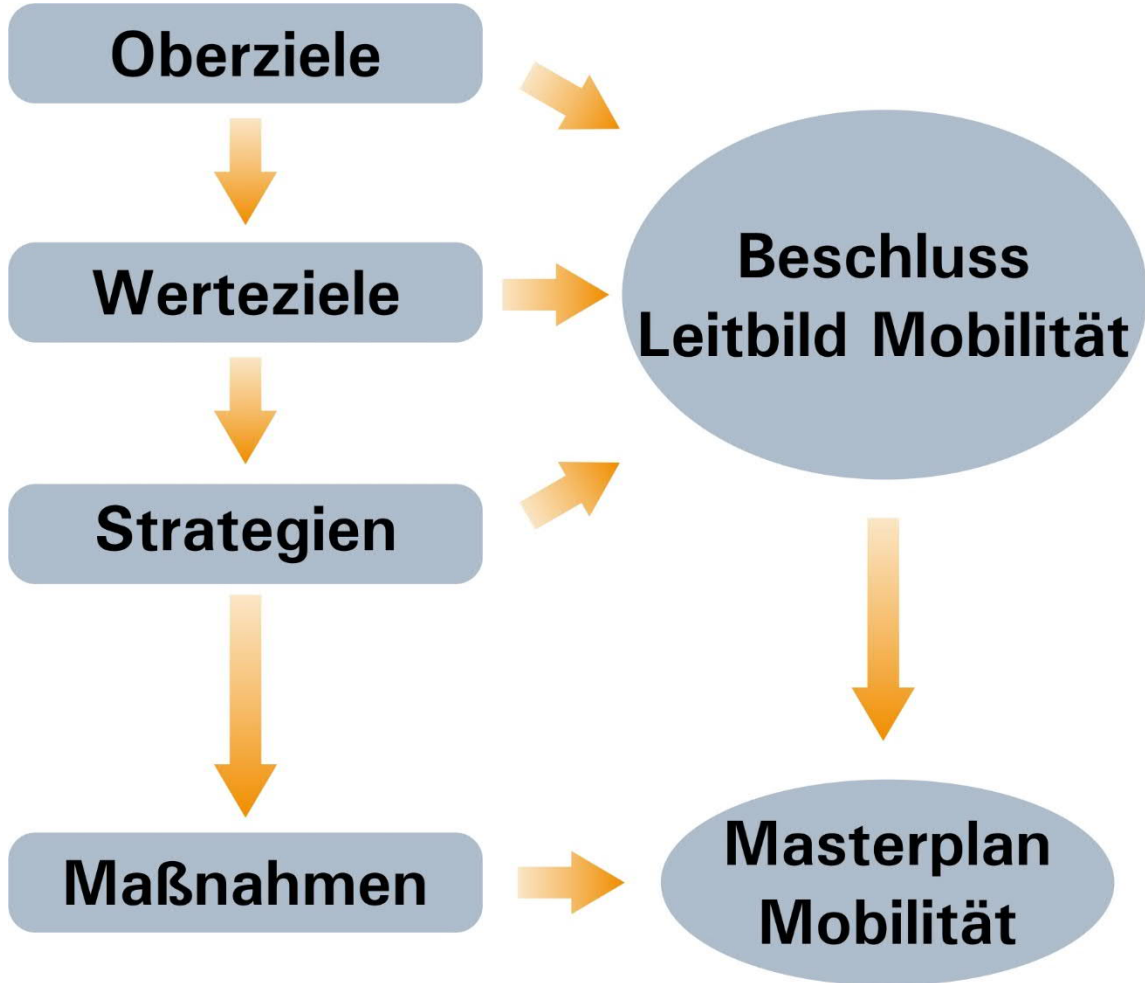 Oberziele
Werteziele
Beschluss
Leitbild Mobilität
Strategien
Maßnahmen
Masterplan
Mobilität